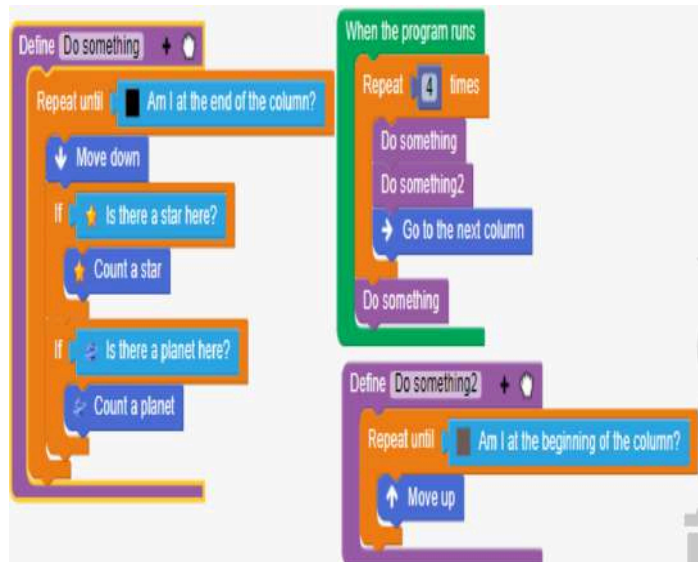 Define Do something +
Repeat until Am I at the end of the column?
Move down
If Is there a star here?
Count a star
If Is there a planet here?
Count a planet
When the program runs
Repeat 4 times
Do something
Do something2
Go to the next column
Do something
Define Do something2 +
Repeat until Am I at the beginning of the column?
Move up